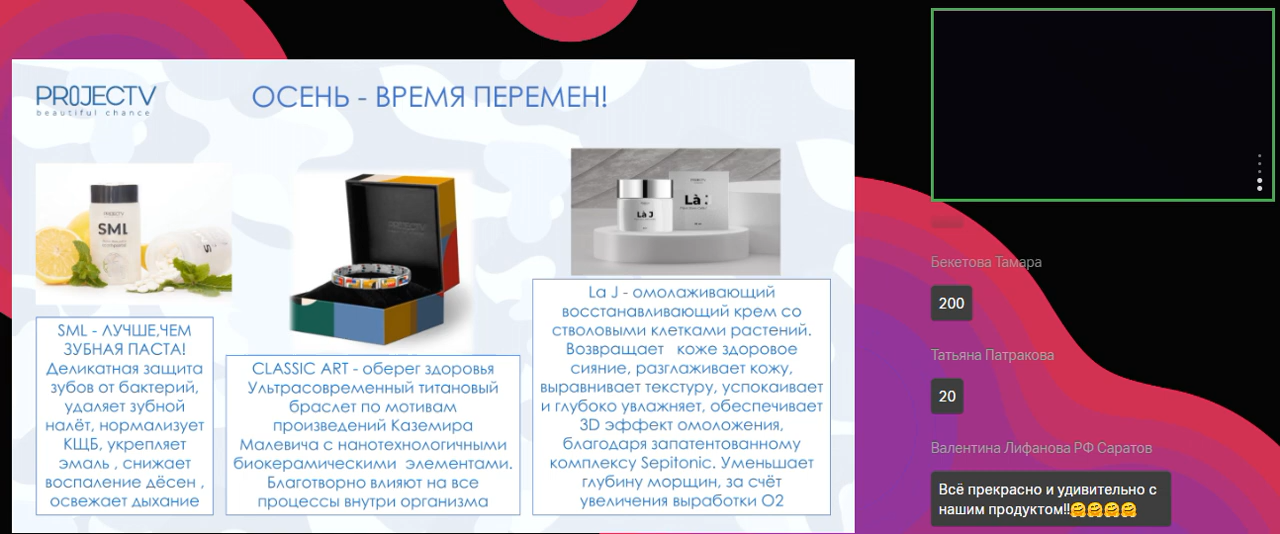 PROJECTV
beautiful chance
ОСЕНЬ - ВРЕМЯ ПЕРЕМЕН!
SML
SML - ЛУЧШЕ,ЧЕМ
ЗУБНАЯ ПАСТА!
Деликатная защита
зубов от бактерий,
удаляет зубной
налёт, нормализует
КЩБ, укрепляет
эмаль , снижает
воспаление дёсен ,
освежает дыхание
PROJECTV
CLASSIC ART - оберег здоровья
Ультрасовременный титановый
браслет по мотивам
произведений Каземира
Малевича с нанотехнологичными
биокерамическими элементами.
Благотворно влияют на все
процессы внутри организма
Là J
Là J
La J - омолаживающий
восстанавливающий крем со
стволовыми клетками растений.
Возвращает коже здоровое
сияние, разглаживает кожу,
выравнивает текстуру, успокаивает
и глубоко увлажняет, обеспечивает
3D эффект омоложения,
благодаря запатентованному
комплексу Sepitonic. Уменьшает
глубину морщин, за счёт
увеличения выработки О2
Бекетова Тамара
200
Татьяна Патракова
20
Валентина Лифанова РФ Саратов
Всё прекрасно и удивительно с
нашим продуктом!!🤗🤗🤗🤗